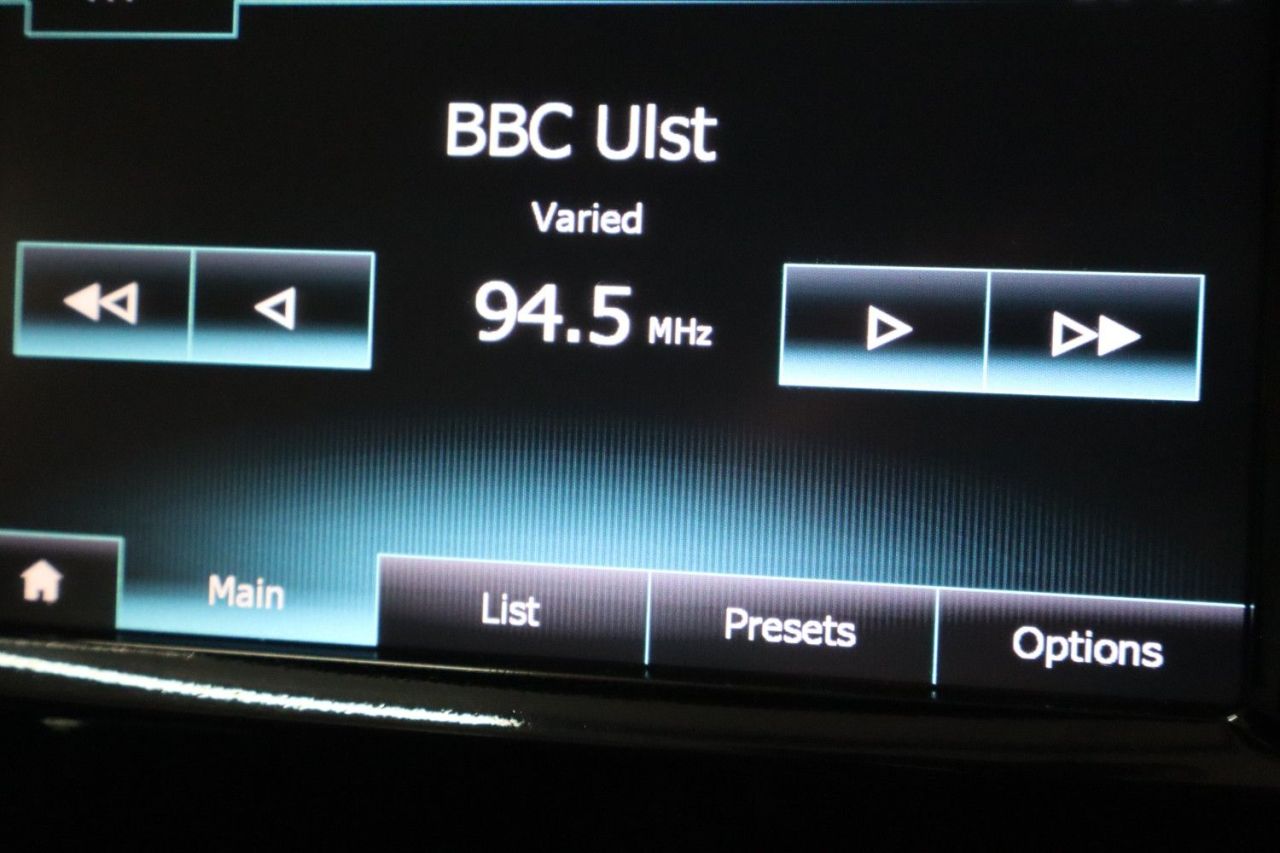 BBC Ulst
Varied
94.5 MHz
Main
List
Presets
Options